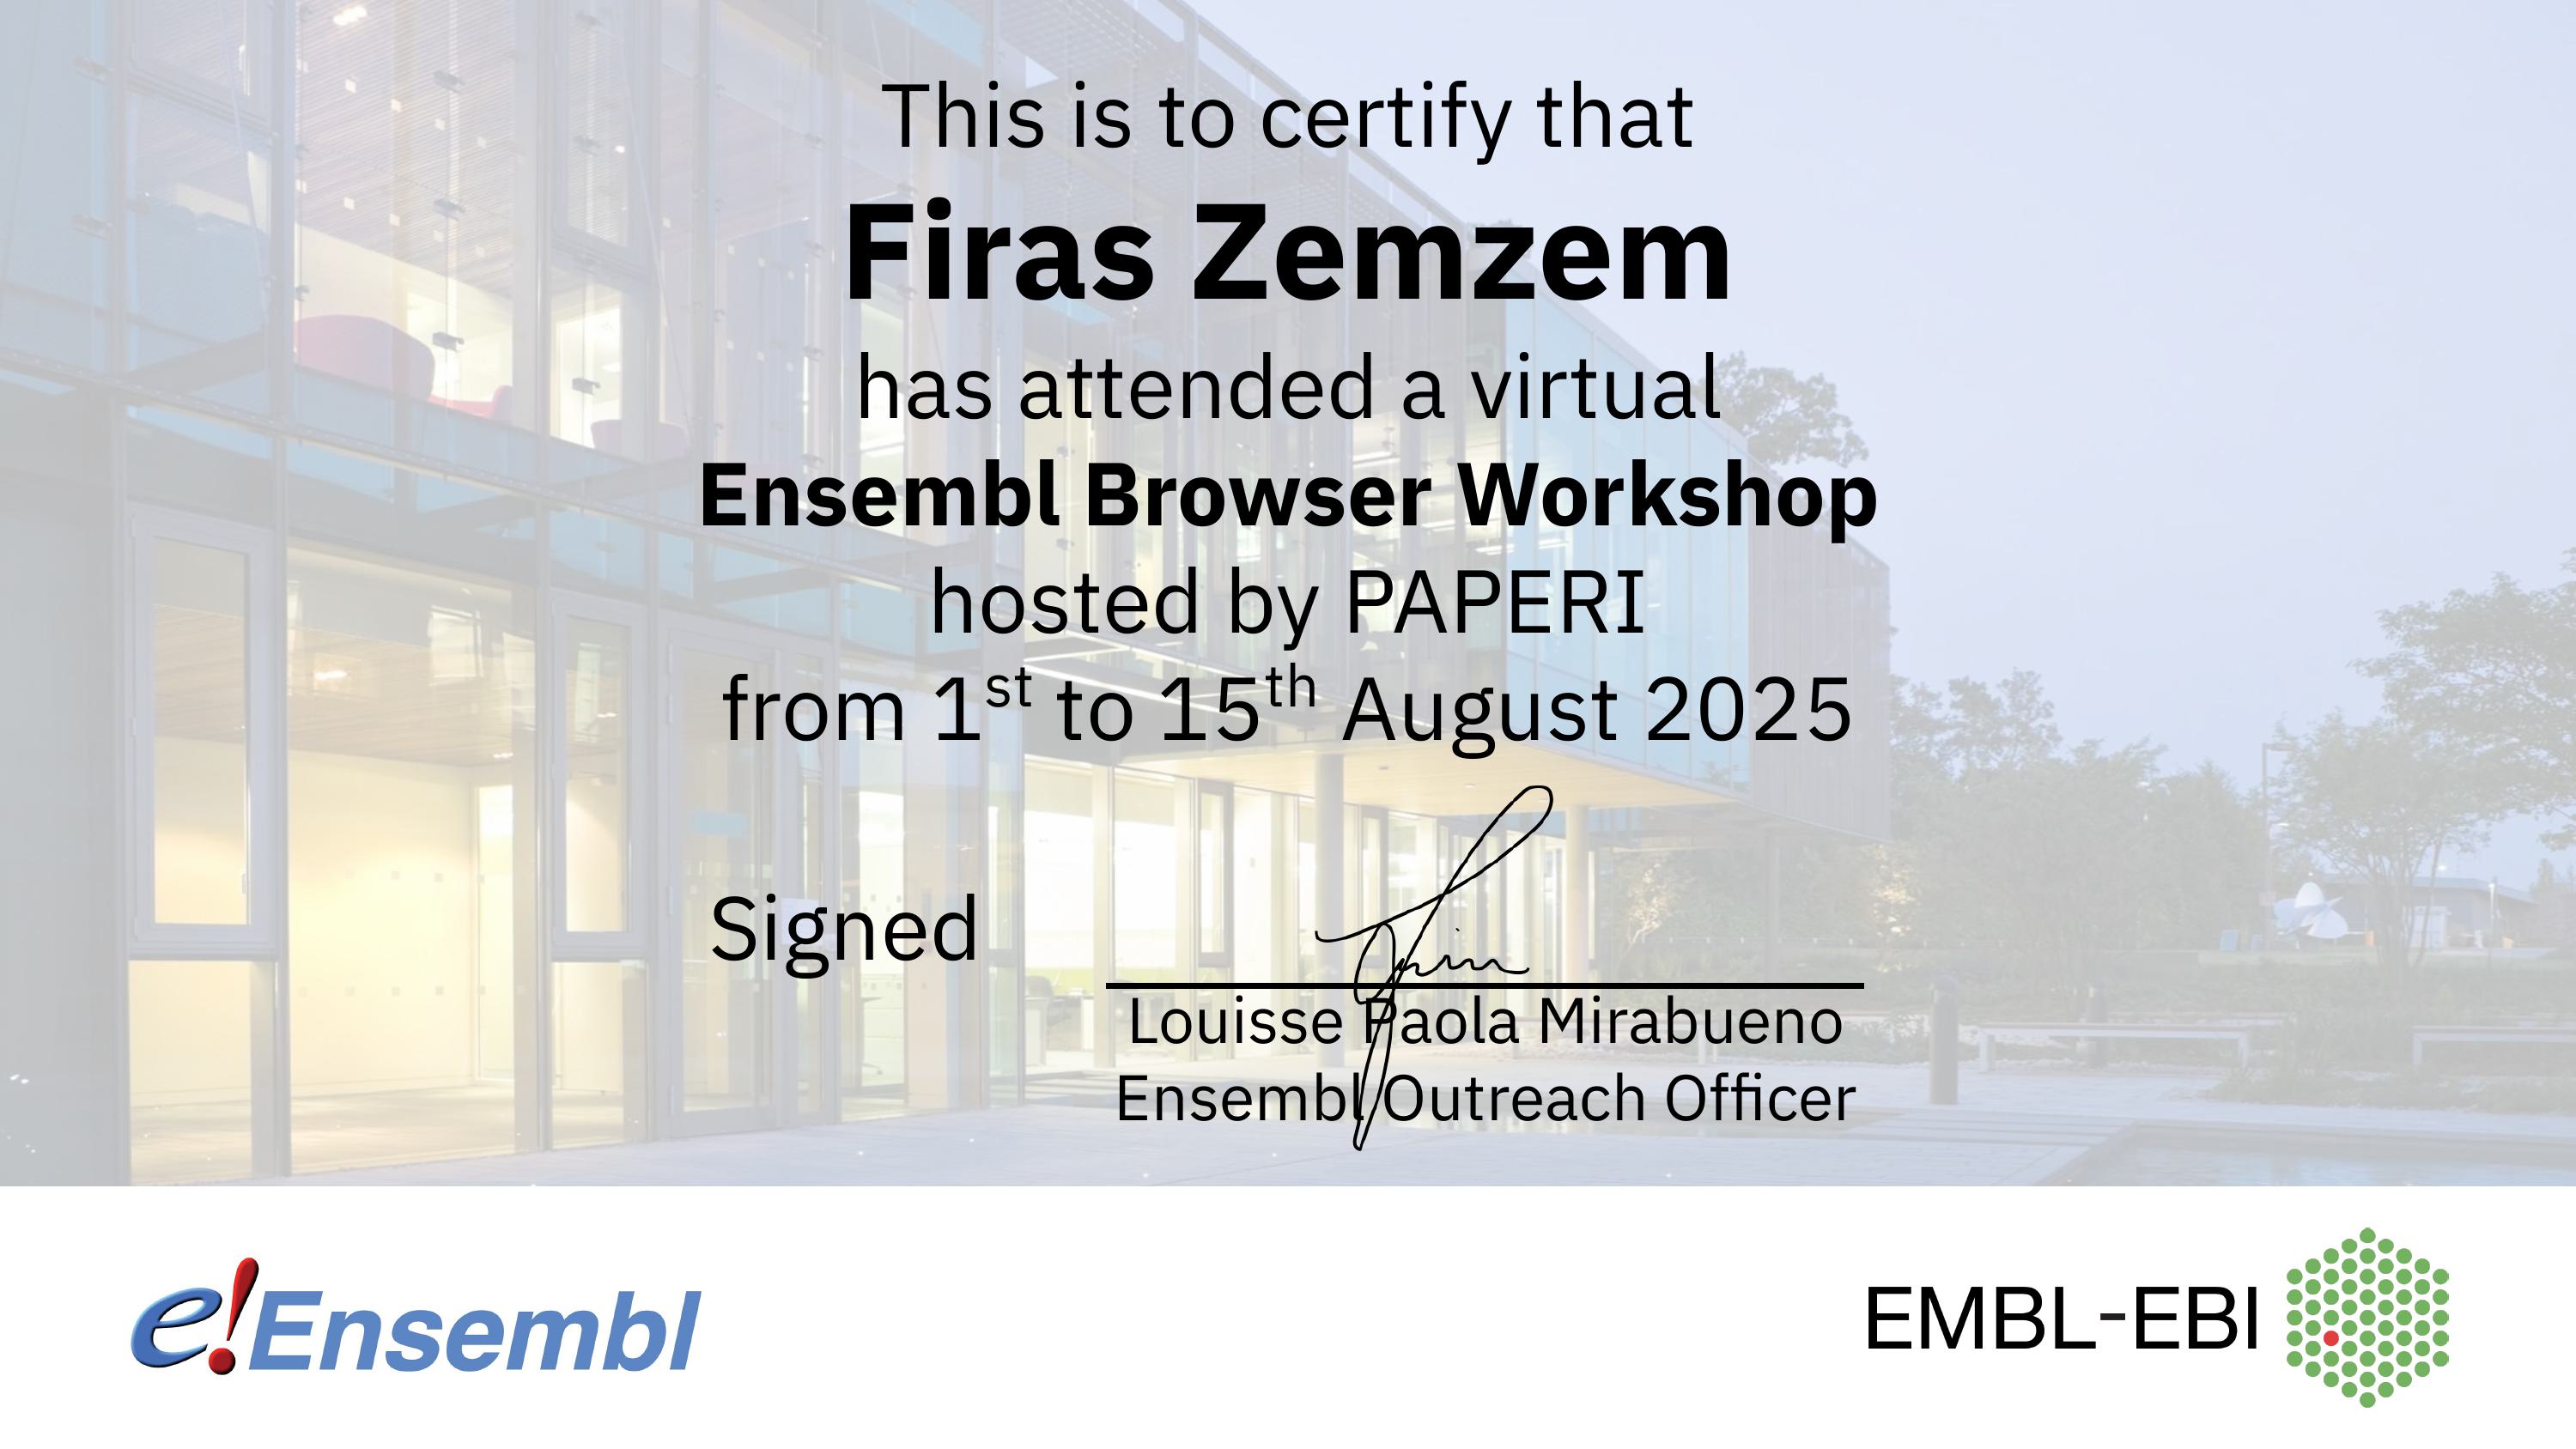 This is to certify that
Firas Zemzem
has attended a virtual
Ensembl Browser Workshop
hosted by PAPERI
from 1st to 15th August 2025
Signed
Louisse Paola Mirabueno
Ensembl Outreach Officer
e!Ensembl
EMBL-EBI